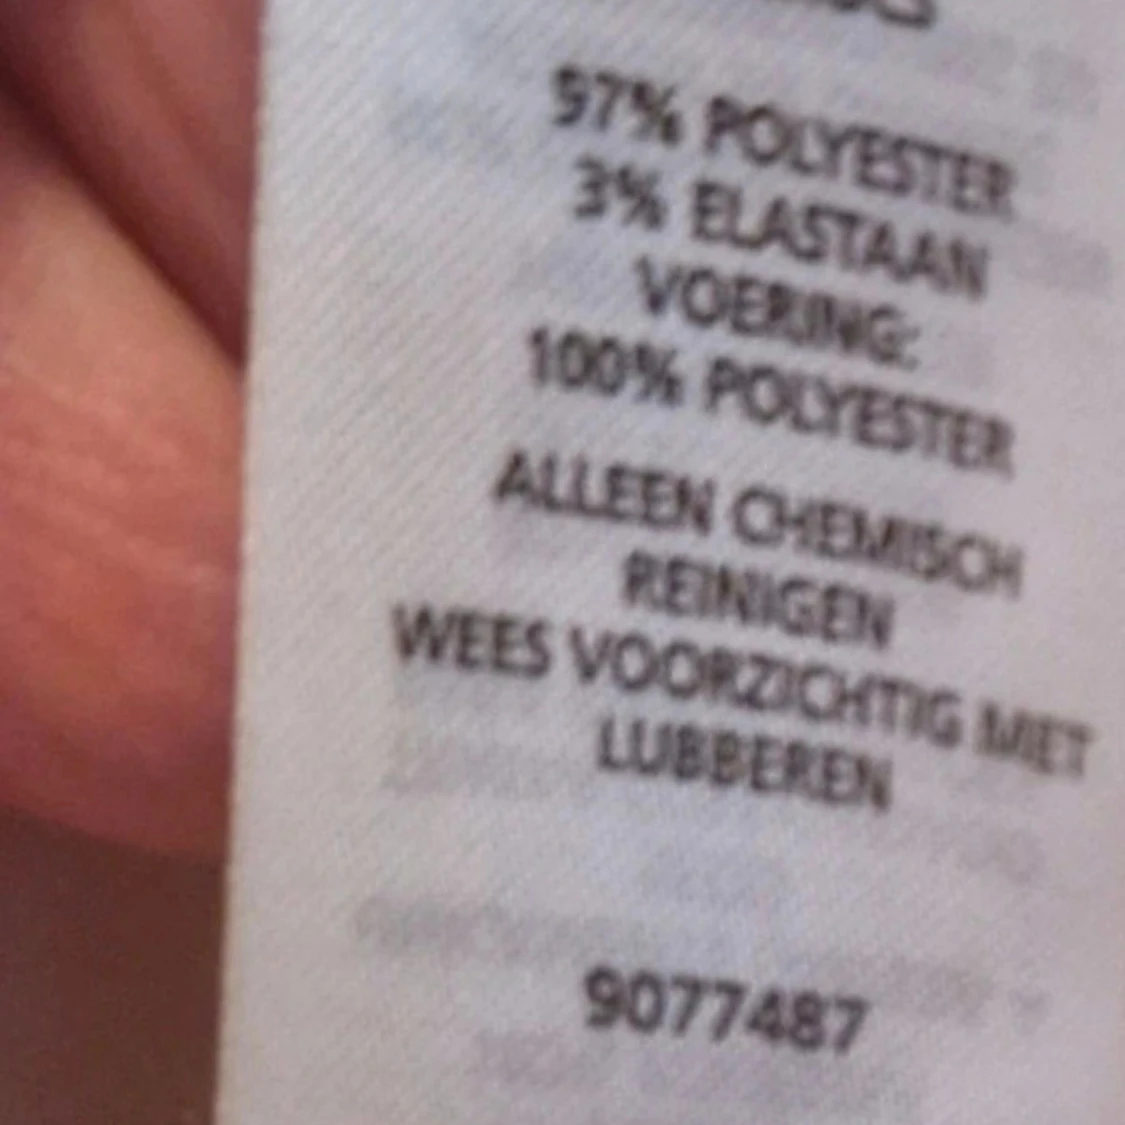 97% POLYESTER
3% ELASTAAN
VOERING:
100% POLYESTER
ALLEEN CHEMISCH
REINIGEN
WEES VOORZICHTIG MET
LUBBEREN
9077487